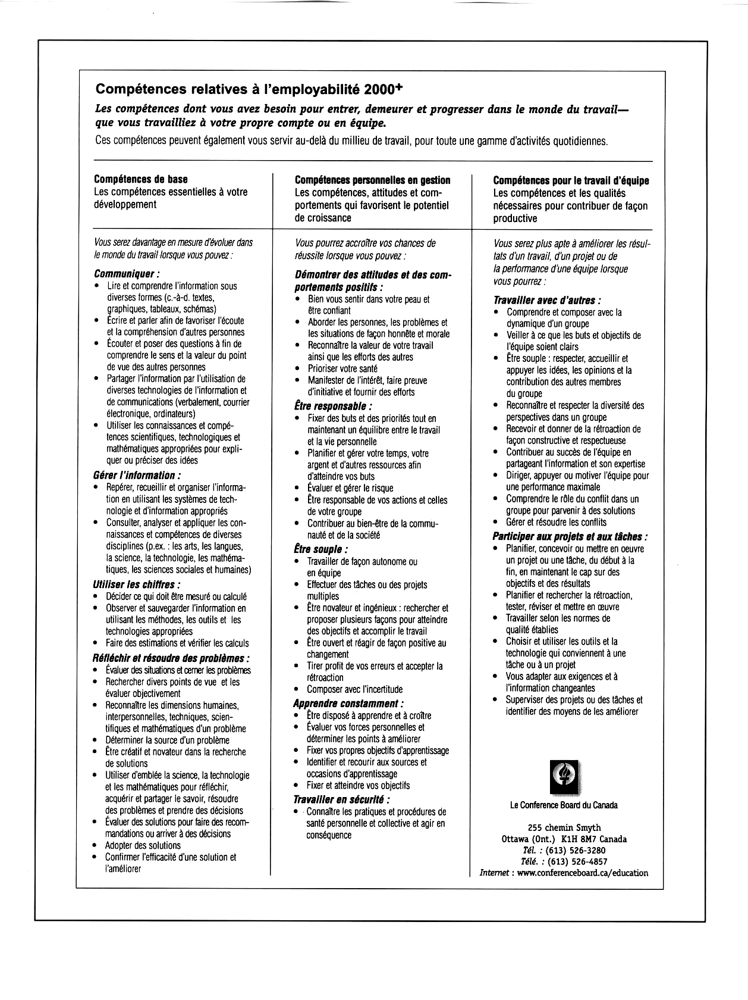 Compétences relatives à l'employabilité 2000+
Les compétences dont vous avez besoin pour entrer, demeurer et progresser dans le monde du travail—
que vous travailliez à votre propre compte ou en équipe.
Ces compétences peuvent également vous servir au-delà du millieu de travail, pour toute une gamme d'activités quotidiennes.
Compétences de base
Les compétences essentielles à votre
développement
Vous serez davantage en mesure d'évoluer dans
le monde du travail lorsque vous pouvez :
Communiquer :
• Lire et comprendre l'information sous
diverses formes (c.-à-d. textes,
graphiques, tableaux, schémas)
• Écrire et parler afin de favoriser l'écoute
et la compréhension d'autres personnes
• Écouter et poser des questions à fin de
comprendre le sens et la valeur du point
de vue des autres personnes
• Partager l'information par l'utilisation de
diverses technologies de l'information et
de communications (verbalement, courrier
électronique, ordinateurs)
• Utiliser les connaissances et compé-
tences scientifiques, technologiques et
mathématiques appropriées pour expli-
quer ou préciser des idées
Gérer l'information :
• Repérer, recueillir et organiser l'informa-
tion en utilisant les systèmes de tech-
nologie et d'information appropriés
• Consulter, analyser et appliquer les con-
naissances et compétences de diverses
disciplines (p.ex. : les arts, les langues,
la science, la technologie, les mathéma-
tiques, les sciences sociales et humaines)
Utiliser les chiffres :
• Décider ce qui doit être mesuré ou calculé
• Observer et sauvegarder l'information en
utilisant les méthodes, les outils et les
technologies appropriées
• Faire des estimations et vérifier les calculs
Réfléchir et résoudre des problèmes :
• Évaluer des situations et cerner les problèmes
• Rechercher divers points de vue et les
évaluer objectivement
• Reconnaître les dimensions humaines,
interpersonnelles, techniques, scien-
tifiques et mathématiques d'un problème
• Déterminer la source d'un problème
• Être créatif et novateur dans la recherche
de solutions
• Utiliser d'emblée la science, la technologie
et les mathématiques pour réfléchir,
acquérir et partager le savoir, résoudre
des problèmes et prendre des décisions
• Évaluer des solutions pour faire des recom-
mandations ou arriver à des décisions
• Adopter des solutions
• Confirmer l'efficacité d'une solution et
l'améliorer
Compétences personnelles en gestion
Les compétences, attitudes et com-
portements qui favorisent le potentiel
de croissance
Vous pourrez accroître vos chances de
réussite lorsque vous pouvez :
Démontrer des attitudes et des com-
portements positifs :
• Bien vous sentir dans votre peau et
être confiant
• Aborder les personnes, les problèmes et
les situations de façon honnête et morale
• Reconnaître la valeur de votre travail
ainsi que les efforts des autres
• Prioriser votre santé
• Manifester de l'intérêt, faire preuve
d'initiative et fournir des efforts
Être responsable :
• Fixer des buts et des priorités tout en
maintenant un équilibre entre le travail
et la vie personnelle
• Planifier et gérer votre temps, votre
argent et d'autres ressources afin
d'atteindre vos buts
• Évaluer et gérer le risque
• Être responsable de vos actions et celles
de votre groupe
• Contribuer au bien-être de la commu-
nauté et de la société
Être souple :
• Travailler de façon autonome ou
en équipe
• Effectuer des tâches ou des projets
multiples
• Être novateur et ingénieux : rechercher et
proposer plusieurs façons pour atteindre
des objectifs et accomplir le travail
• Être ouvert et réagir de façon positive au
changement
• Tirer profit de vos erreurs et accepter la
rétroaction
• Composer avec l'incertitude
Apprendre constamment :
• Être disposé à apprendre et à croître
• Évaluer vos forces personnelles et
déterminer les points à améliorer
• Fixer vos propres objectifs d'apprentissage
• Identifier et recourir aux sources et
occasions d'apprentissage
• Fixer et atteindre vos objectifs
Travailler en sécurité :
• Connaître les pratiques et procédures de
santé personnelle et collective et agir en
conséquence
Compétences pour le travail d'équipe
Les compétences et les qualités
nécessaires pour contribuer de façon
productive
Vous serez plus apte à améliorer les résul-
tats d'un travail, d'un projet ou de
la performance d'une équipe lorsque
vous pourrez :
Travailler avec d'autres :
• Comprendre et composer avec la
dynamique d'un groupe
• Veiller à ce que les buts et objectifs de
l'équipe soient clairs
• Être souple : respecter, accueillir et
appuyer les idées, les opinions et la
contribution des autres membres
du groupe
• Reconnaître et respecter la diversité des
perspectives dans un groupe
• Recevoir et donner de la rétroaction de
façon constructive et respectueuse
• Contribuer au succès de l'équipe en
partageant l'information et son expertise
• Diriger, appuyer ou motiver l'équipe pour
une performance maximale
• Comprendre le rôle du conflit dans un
groupe pour parvenir à des solutions
• Gérer et résoudre les conflits
Participer aux projets et aux tâches :
• Planifier, concevoir ou mettre en oeuvre
un projet ou une tâche, du début à la
fin, en maintenant le cap sur des
objectifs et des résultats
• Planifier et rechercher la rétroaction,
tester, réviser et mettre en œuvre
• Travailler selon les normes de
qualité établies
• Choisir et utiliser les outils et la
technologie qui conviennent à une
tâche ou à un projet
• Vous adapter aux exigences et à
l'information changeantes
• Superviser des projets ou des tâches et
identifier des moyens de les améliorer
Le Conference Board du Canada
255 chemin Smyth
Ottawa (Ont.) K1H 8M7 Canada
Tél. : (613) 526-3280
Télé. : (613) 526-4857
Internet : www.conferenceboard.ca/education